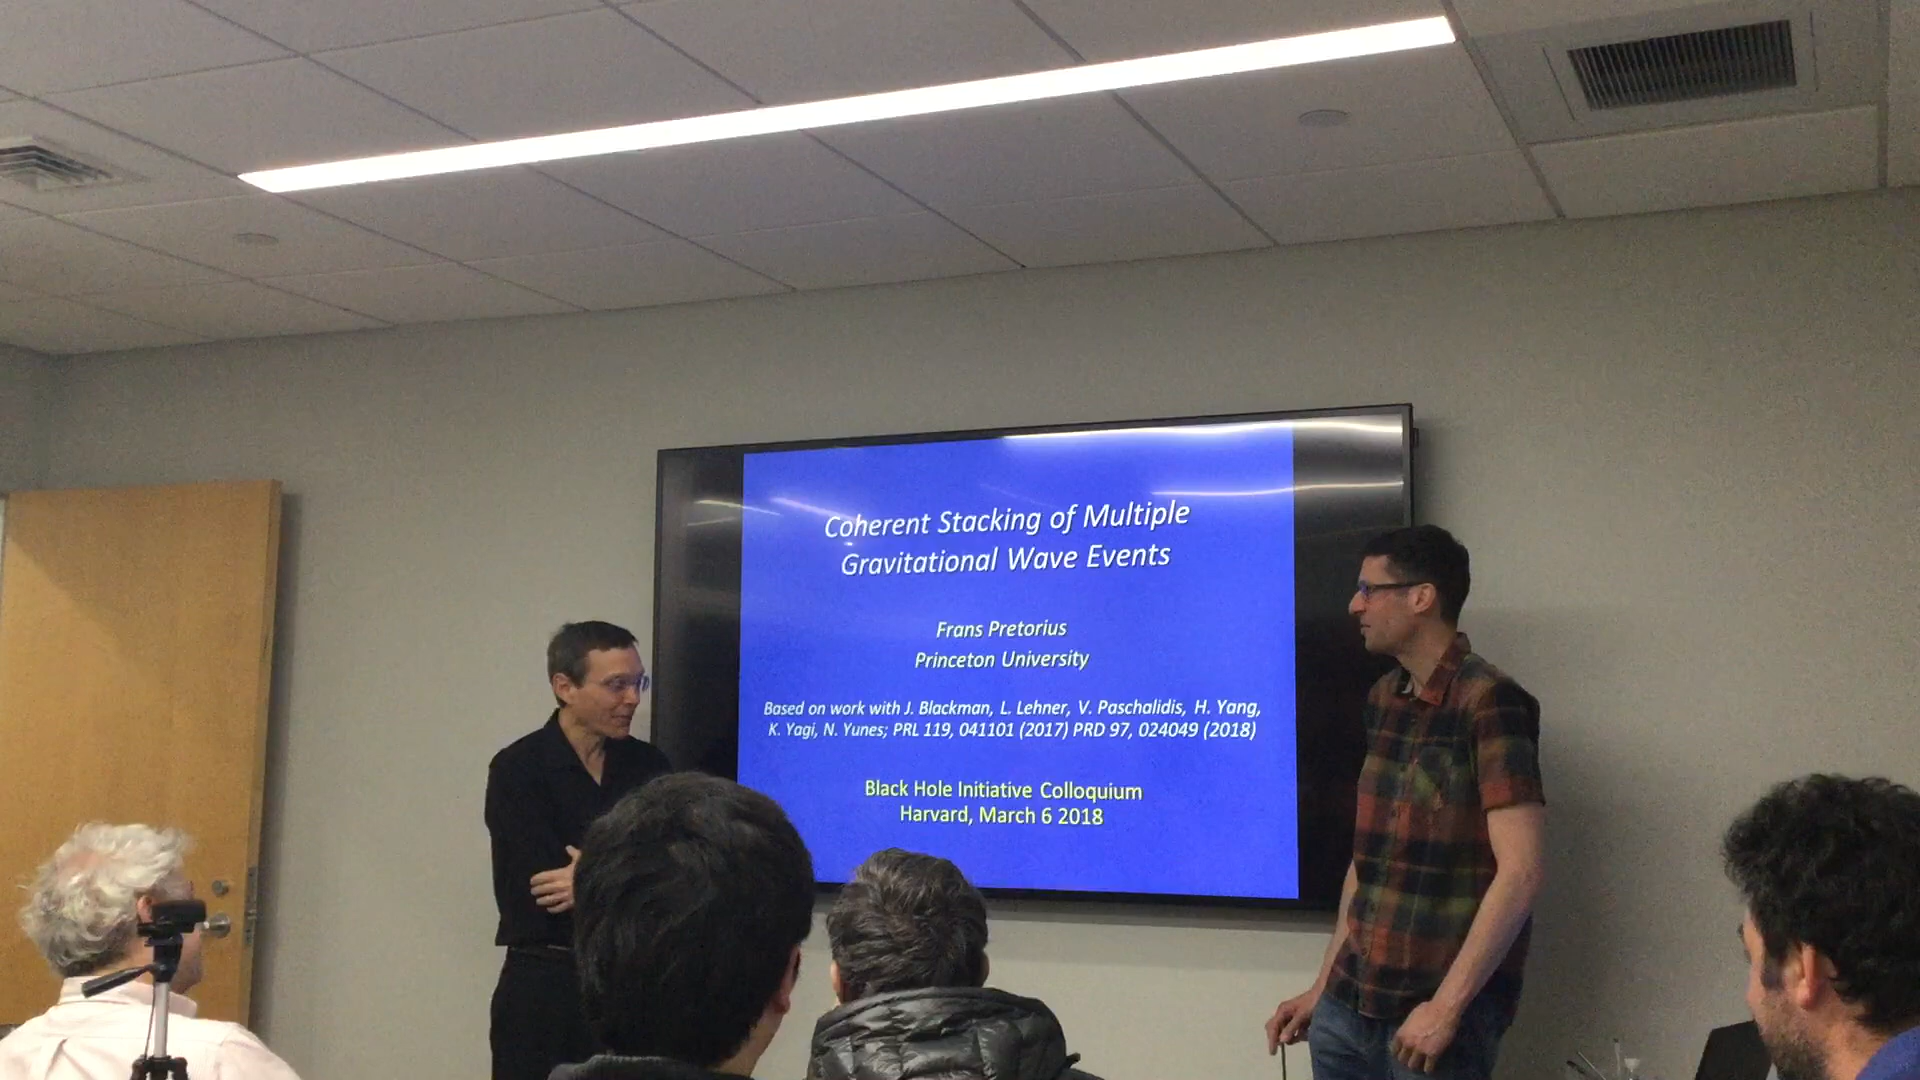 Coherent Stacking of Multiple
Gravitational Wave Events
Frans Pretorius
Princeton University
Based on work with J. Blackman, L. Lehner, V. Paschalidis, H. Yang,
K. Yagi, N. Yunes; PRL 119, 041101 (2017) PRD 97, 024049 (2018)
Black Hole Initiative Colloquium
Harvard, March 6 2018